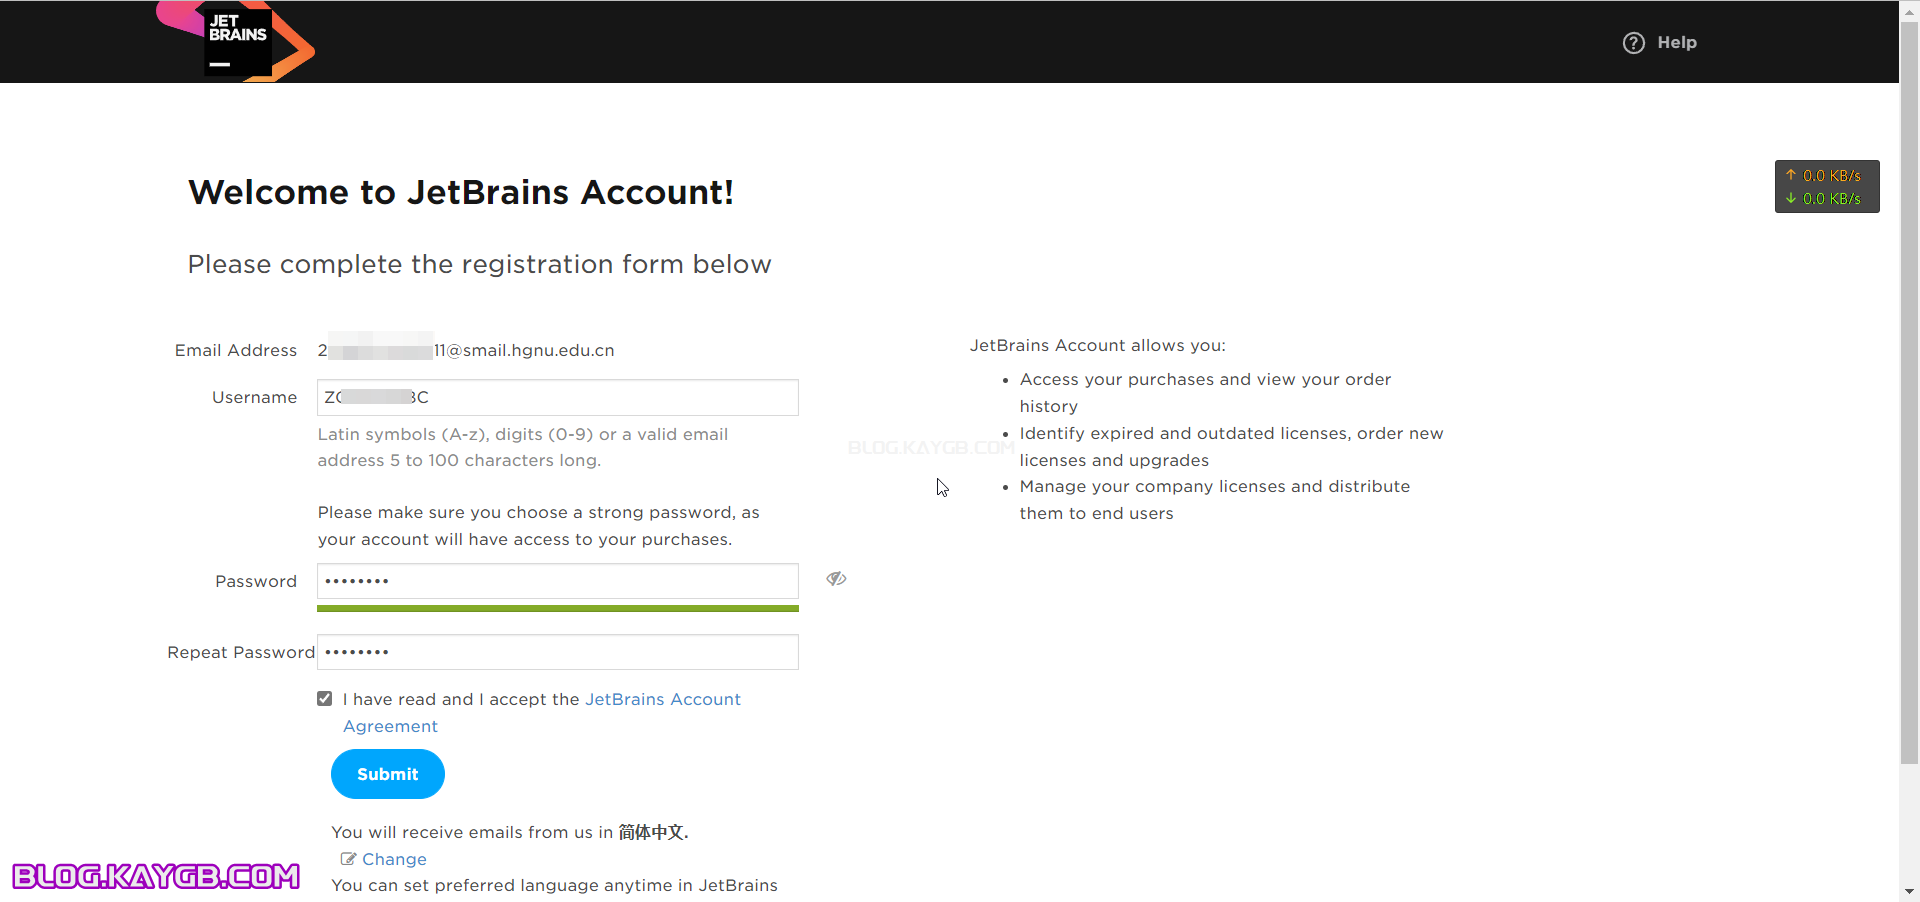 JET
BRAINS
Help
Welcome to JetBrains Account!
↑ 0.0 KB/s
↓ 0.0 KB/s
Please complete the registration form below
Email Address 2 11@smail.hgnu.edu.cn
Username
Latin symbols (A-z), digits (0-9) or a valid email
address 5 to 100 characters long.
Please make sure you choose a strong password, as
your account will have access to your purchases.
Password ••••••••
Repeat Password ••••••••
I have read and I accept the JetBrains Account
Agreement
Submit
You will receive emails from us in 简体中文.
Change
You can set preferred language anytime in JetBrains
JetBrains Account allows you:
• Access your purchases and view your order
history
• Identify expired and outdated licenses, order new
licenses and upgrades
• Manage your company licenses and distribute
them to end users
BLOG.KAYGB.COM
BLOG.KAYGB.COM